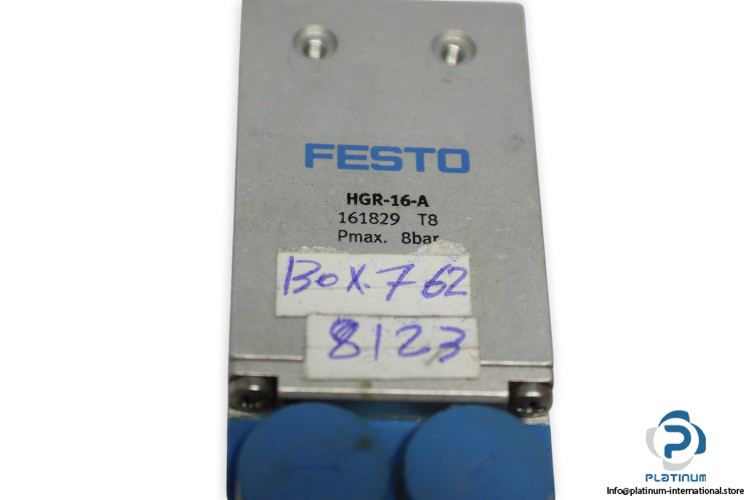 FESTO
HGR-16-A
161829 T8
Pmax. 8bar
Box.762
8123
PLATINUM
Info@platinum-international.store